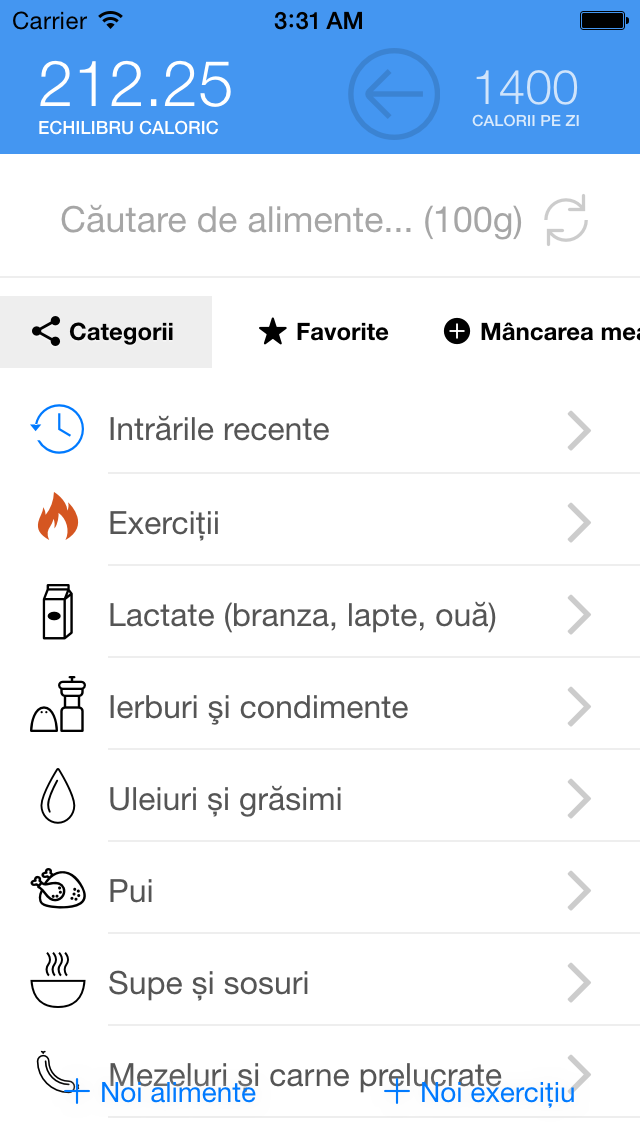 Carrier 3:31 AM
212.25 1400
ECHILIBRU CALORIC CALORII PE ZI
Căutare de alimente... (100g)
Categorii Favorite Mâncarea mea
Intrările recente
Exerciții
Lactate (branza, lapte, ouă)
Ierburi şi condimente
Uleiuri și grăsimi
Pui
Supe și sosuri
Mezeluri și carne prelucrate
Noi alimente Noi exercițiu